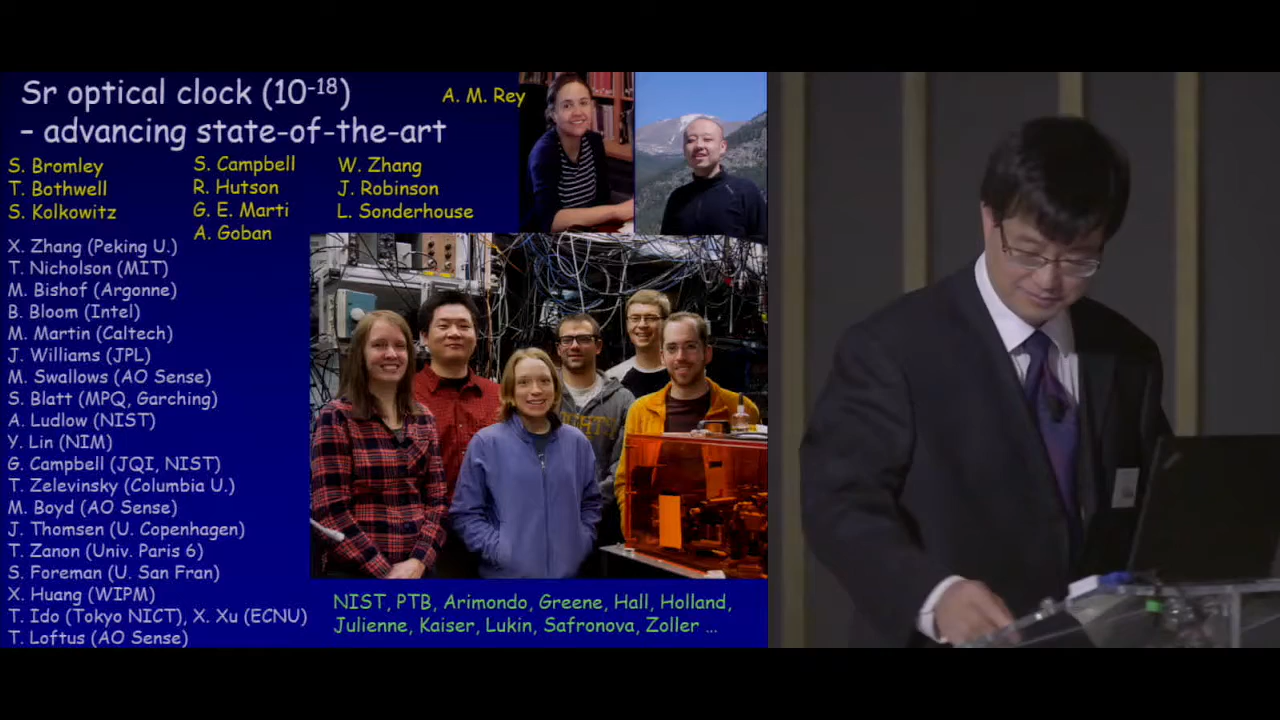 Sr optical clock (10-18)
– advancing state-of-the-art
A. M. Rey
S. Bromley
T. Bothwell
S. Kolkowitz
S. Campbell
R. Hutson
G. E. Marti
A. Goban
W. Zhang
J. Robinson
L. Sonderhouse
X. Zhang (Peking U.)
T. Nicholson (MIT)
M. Bishof (Argonne)
B. Bloom (Intel)
M. Martin (Caltech)
J. Williams (JPL)
M. Swallows (AO Sense)
S. Blatt (MPQ, Garching)
A. Ludlow (NIST)
Y. Lin (NIM)
G. Campbell (JQI, NIST)
T. Zelevinsky (Columbia U.)
M. Boyd (AO Sense)
J. Thomsen (U. Copenhagen)
T. Zanon (Univ. Paris 6)
S. Foreman (U. San Fran)
X. Huang (WIPM)
T. Ido (Tokyo NICT), X. Xu (ECNU)
T. Loftus (AO Sense)
NIST, PTB, Arimondo, Greene, Hall, Holland,
Julienne, Kaiser, Lukin, Safronova, Zoller ...